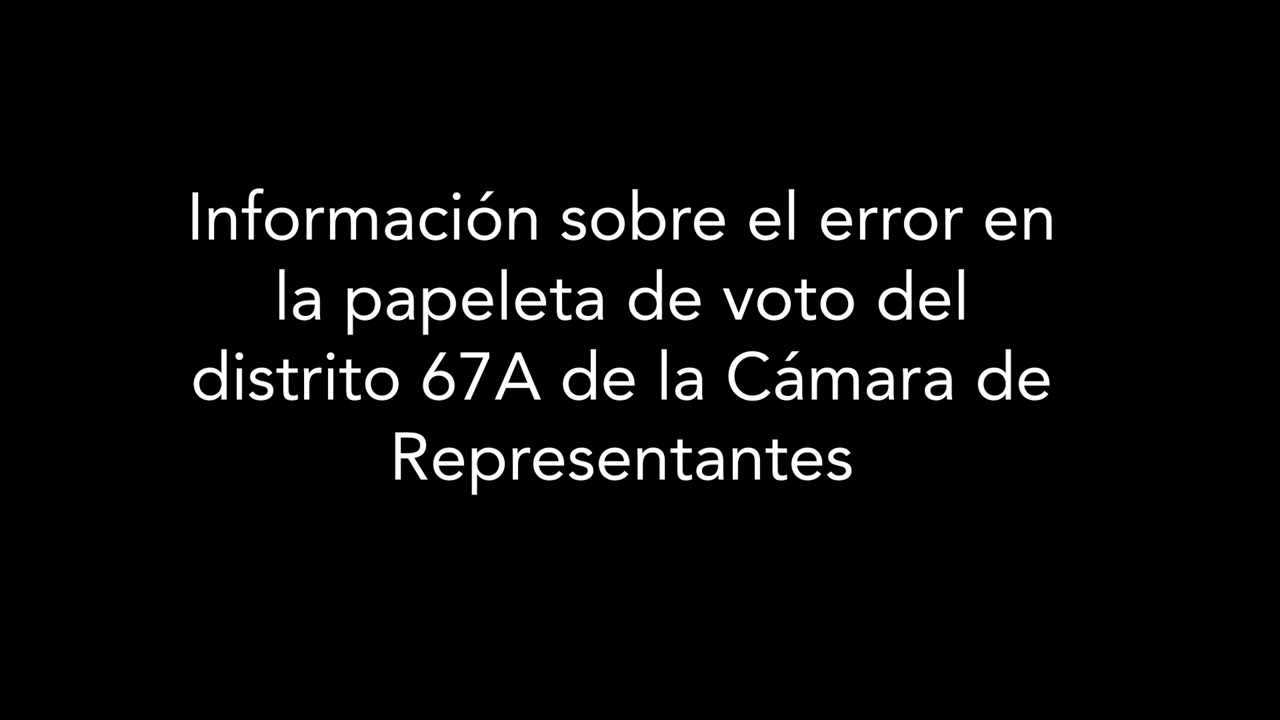 Información sobre el error en
la papeleta de voto del
distrito 67A de la Cámara de
Representantes